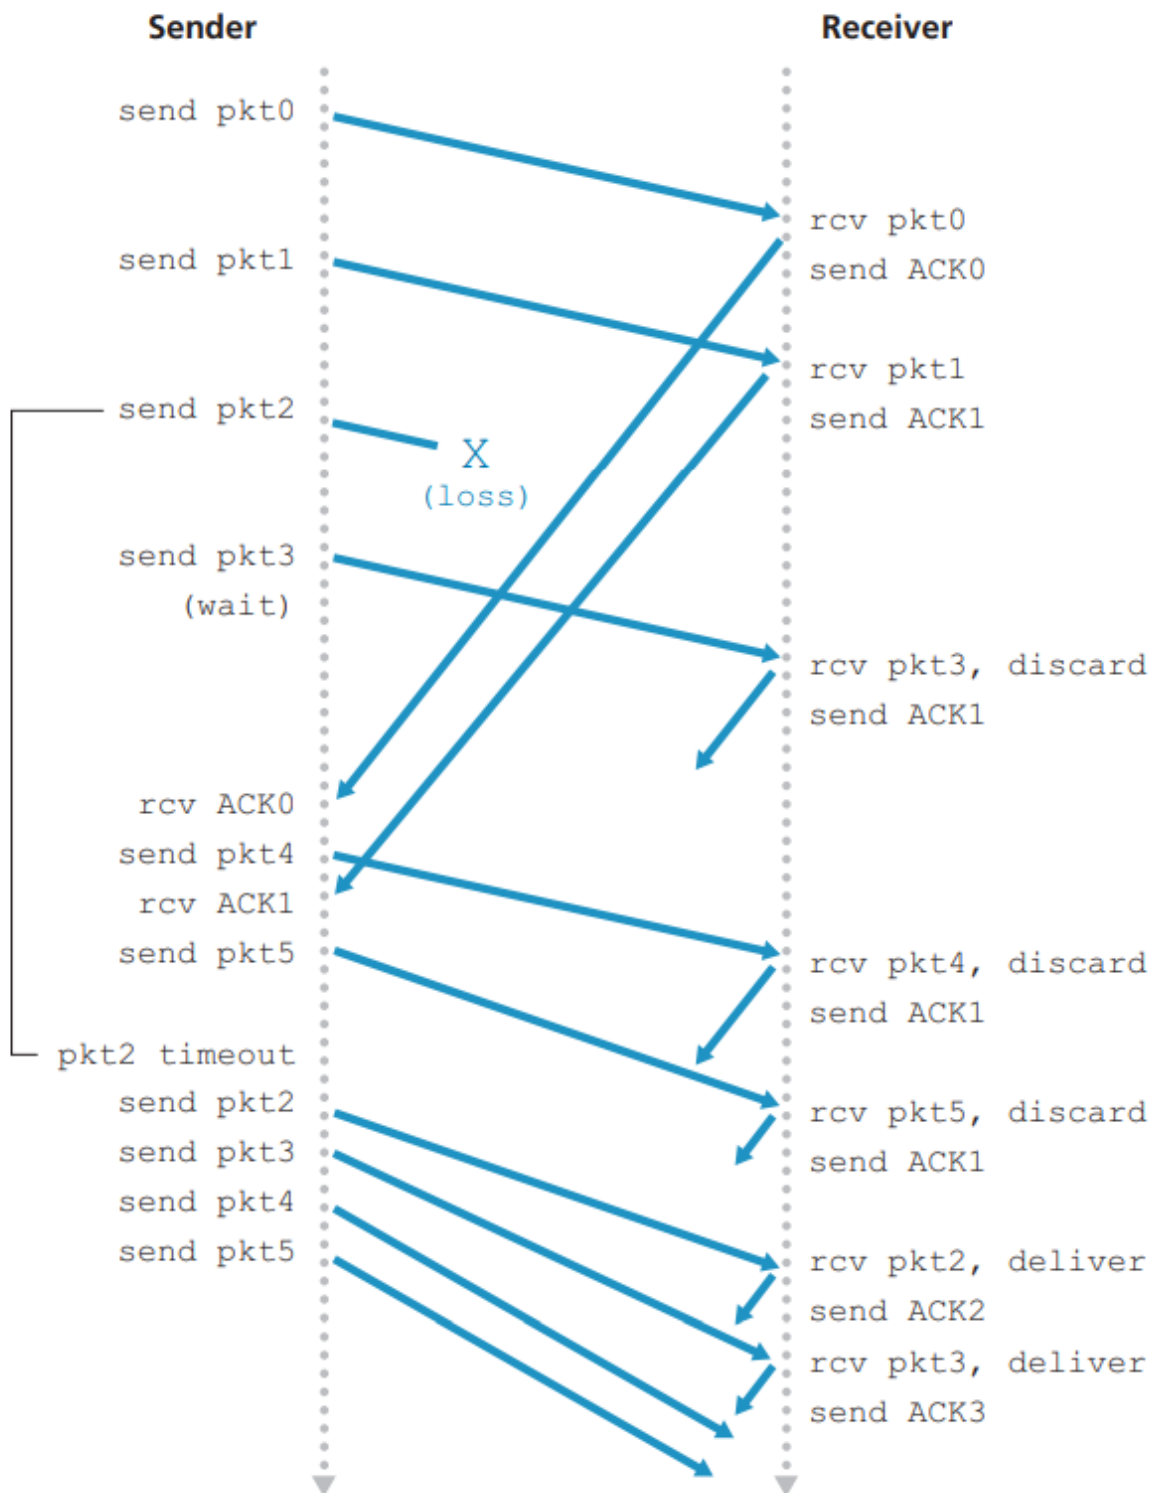 Sender
Receiver
send pkt0
rcv pkt0
send pkt1
send ACK0
rcv pkt1
send pkt2
send ACK1
X
(loss)
send pkt3
(wait)
rcv pkt3, discard
send ACK1
rcv ACK0
send pkt4
rcv ACK1
send pkt5
rcv pkt4, discard
send ACK1
pkt2 timeout
send pkt2
rcv pkt5, discard
send pkt3
send ACK1
send pkt4
send pkt5
rcv pkt2, deliver
send ACK2
rcv pkt3, deliver
send ACK3